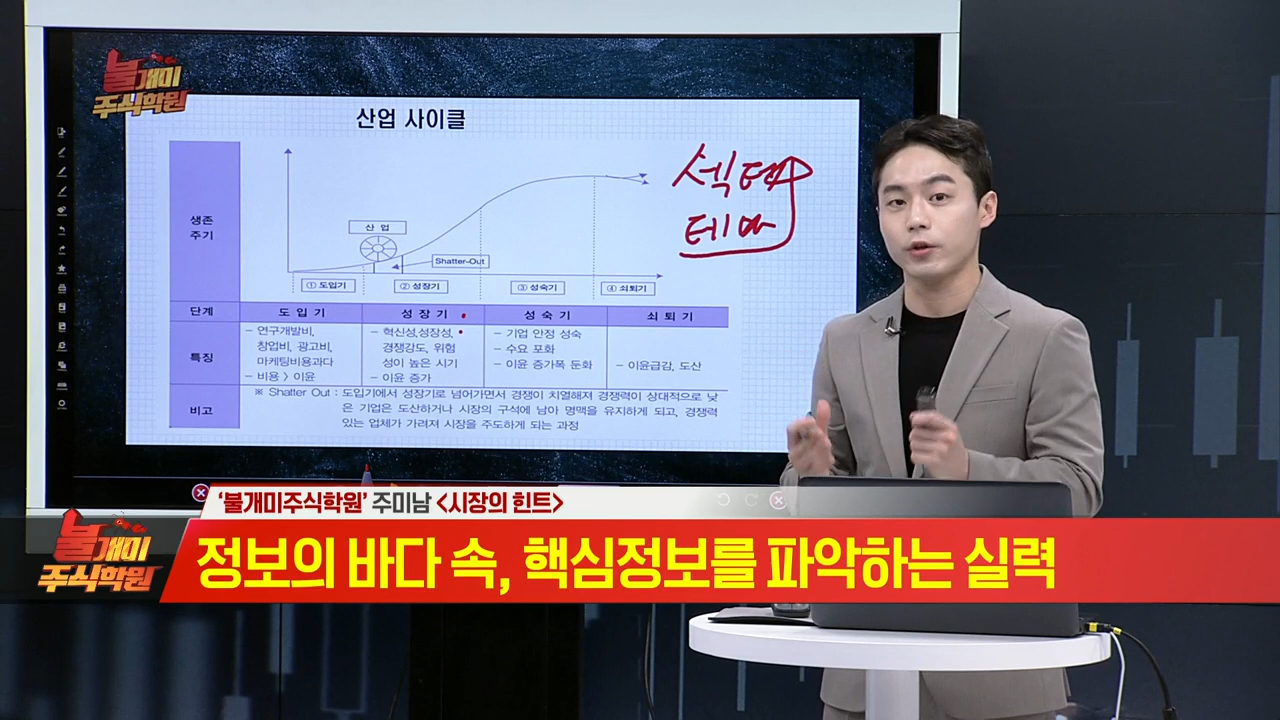 불개미
주식학원
산업 사이클
섹터
테마
생존
주기
산 업
Shatter-Out
① 도입기
② 성장기
③ 성숙기
④ 쇠퇴기
단계
도 입 기
성 장 기
성 숙 기
쇠 퇴 기
특징
– 연구개발비,
창업비, 광고비,
마케팅비용과다
– 비용 > 이윤
– 혁신성,성장성,
경쟁강도, 위험
성이 높은 시기
– 이윤 증가
– 기업 안정 성숙
– 수요 포화
– 이윤 증가폭 둔화
– 이윤급감, 도산
비고
※ Shatter Out : 도입기에서 성장기로 넘어가면서 경쟁이 치열해져 경쟁력이 상대적으로 낮
은 기업은 도산하거나 시장의 구석에 남아 명맥을 유지하게 되고, 경쟁력
있는 업체가 가려져 시장을 주도하게 되는 과정
'불개미주식학원' 주미남 <시장의 힌트>
불개미
주식학원
정보의 바다 속, 핵심정보를 파악하는 실력